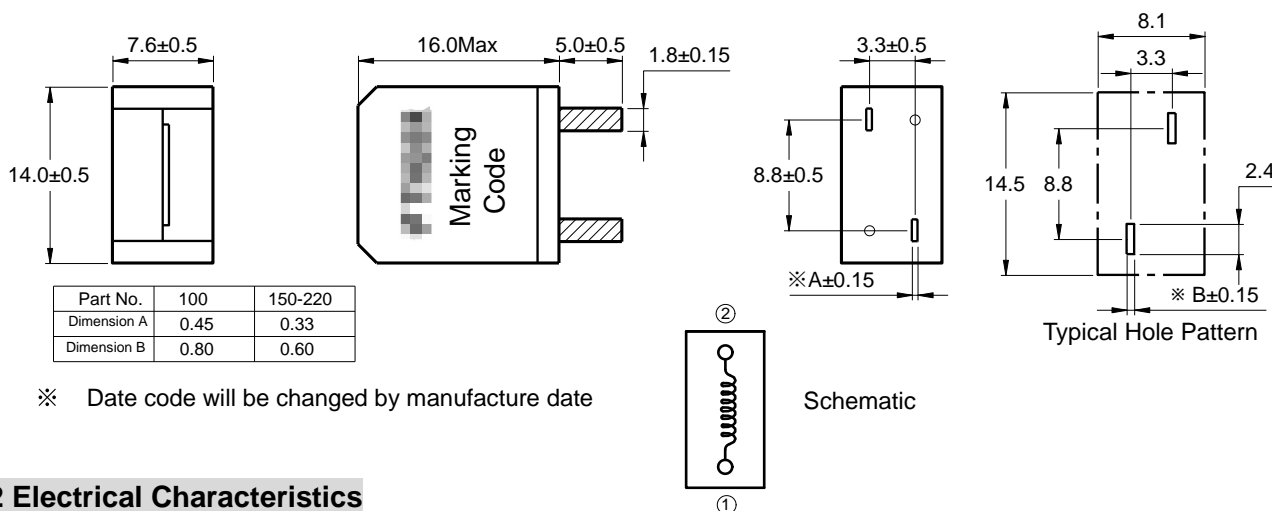 7.6±0.5
14.0±0.5
16.0Max
5.0±0.5
1.8±0.15
Marking
Code
3.3±0.5
8.8±0.5
※A±0.15
8.1
3.3
14.5
8.8
2.4
※ B±0.15
Typical Hole Pattern
Part No. 100 150-220
Dimension A 0.45 0.33
Dimension B 0.80 0.60
※ Date code will be changed by manufacture date
②
Schematic
①
2 Electrical Characteristics